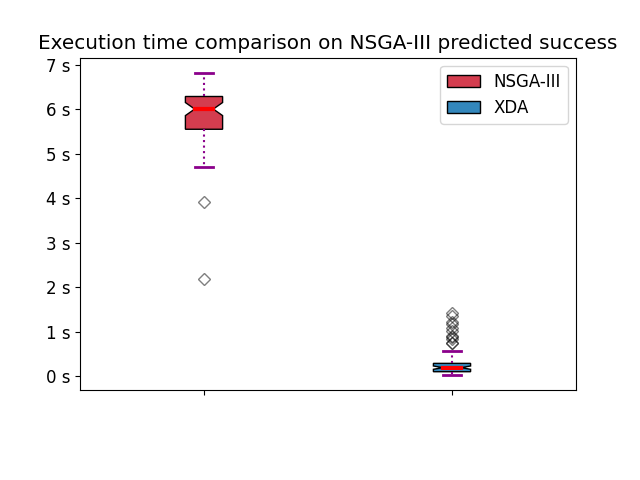 Execution time comparison on NSGA-III predicted success
7 s
6 s
5 s
4 s
3 s
2 s
1 s
0 s
NSGA-III
XDA